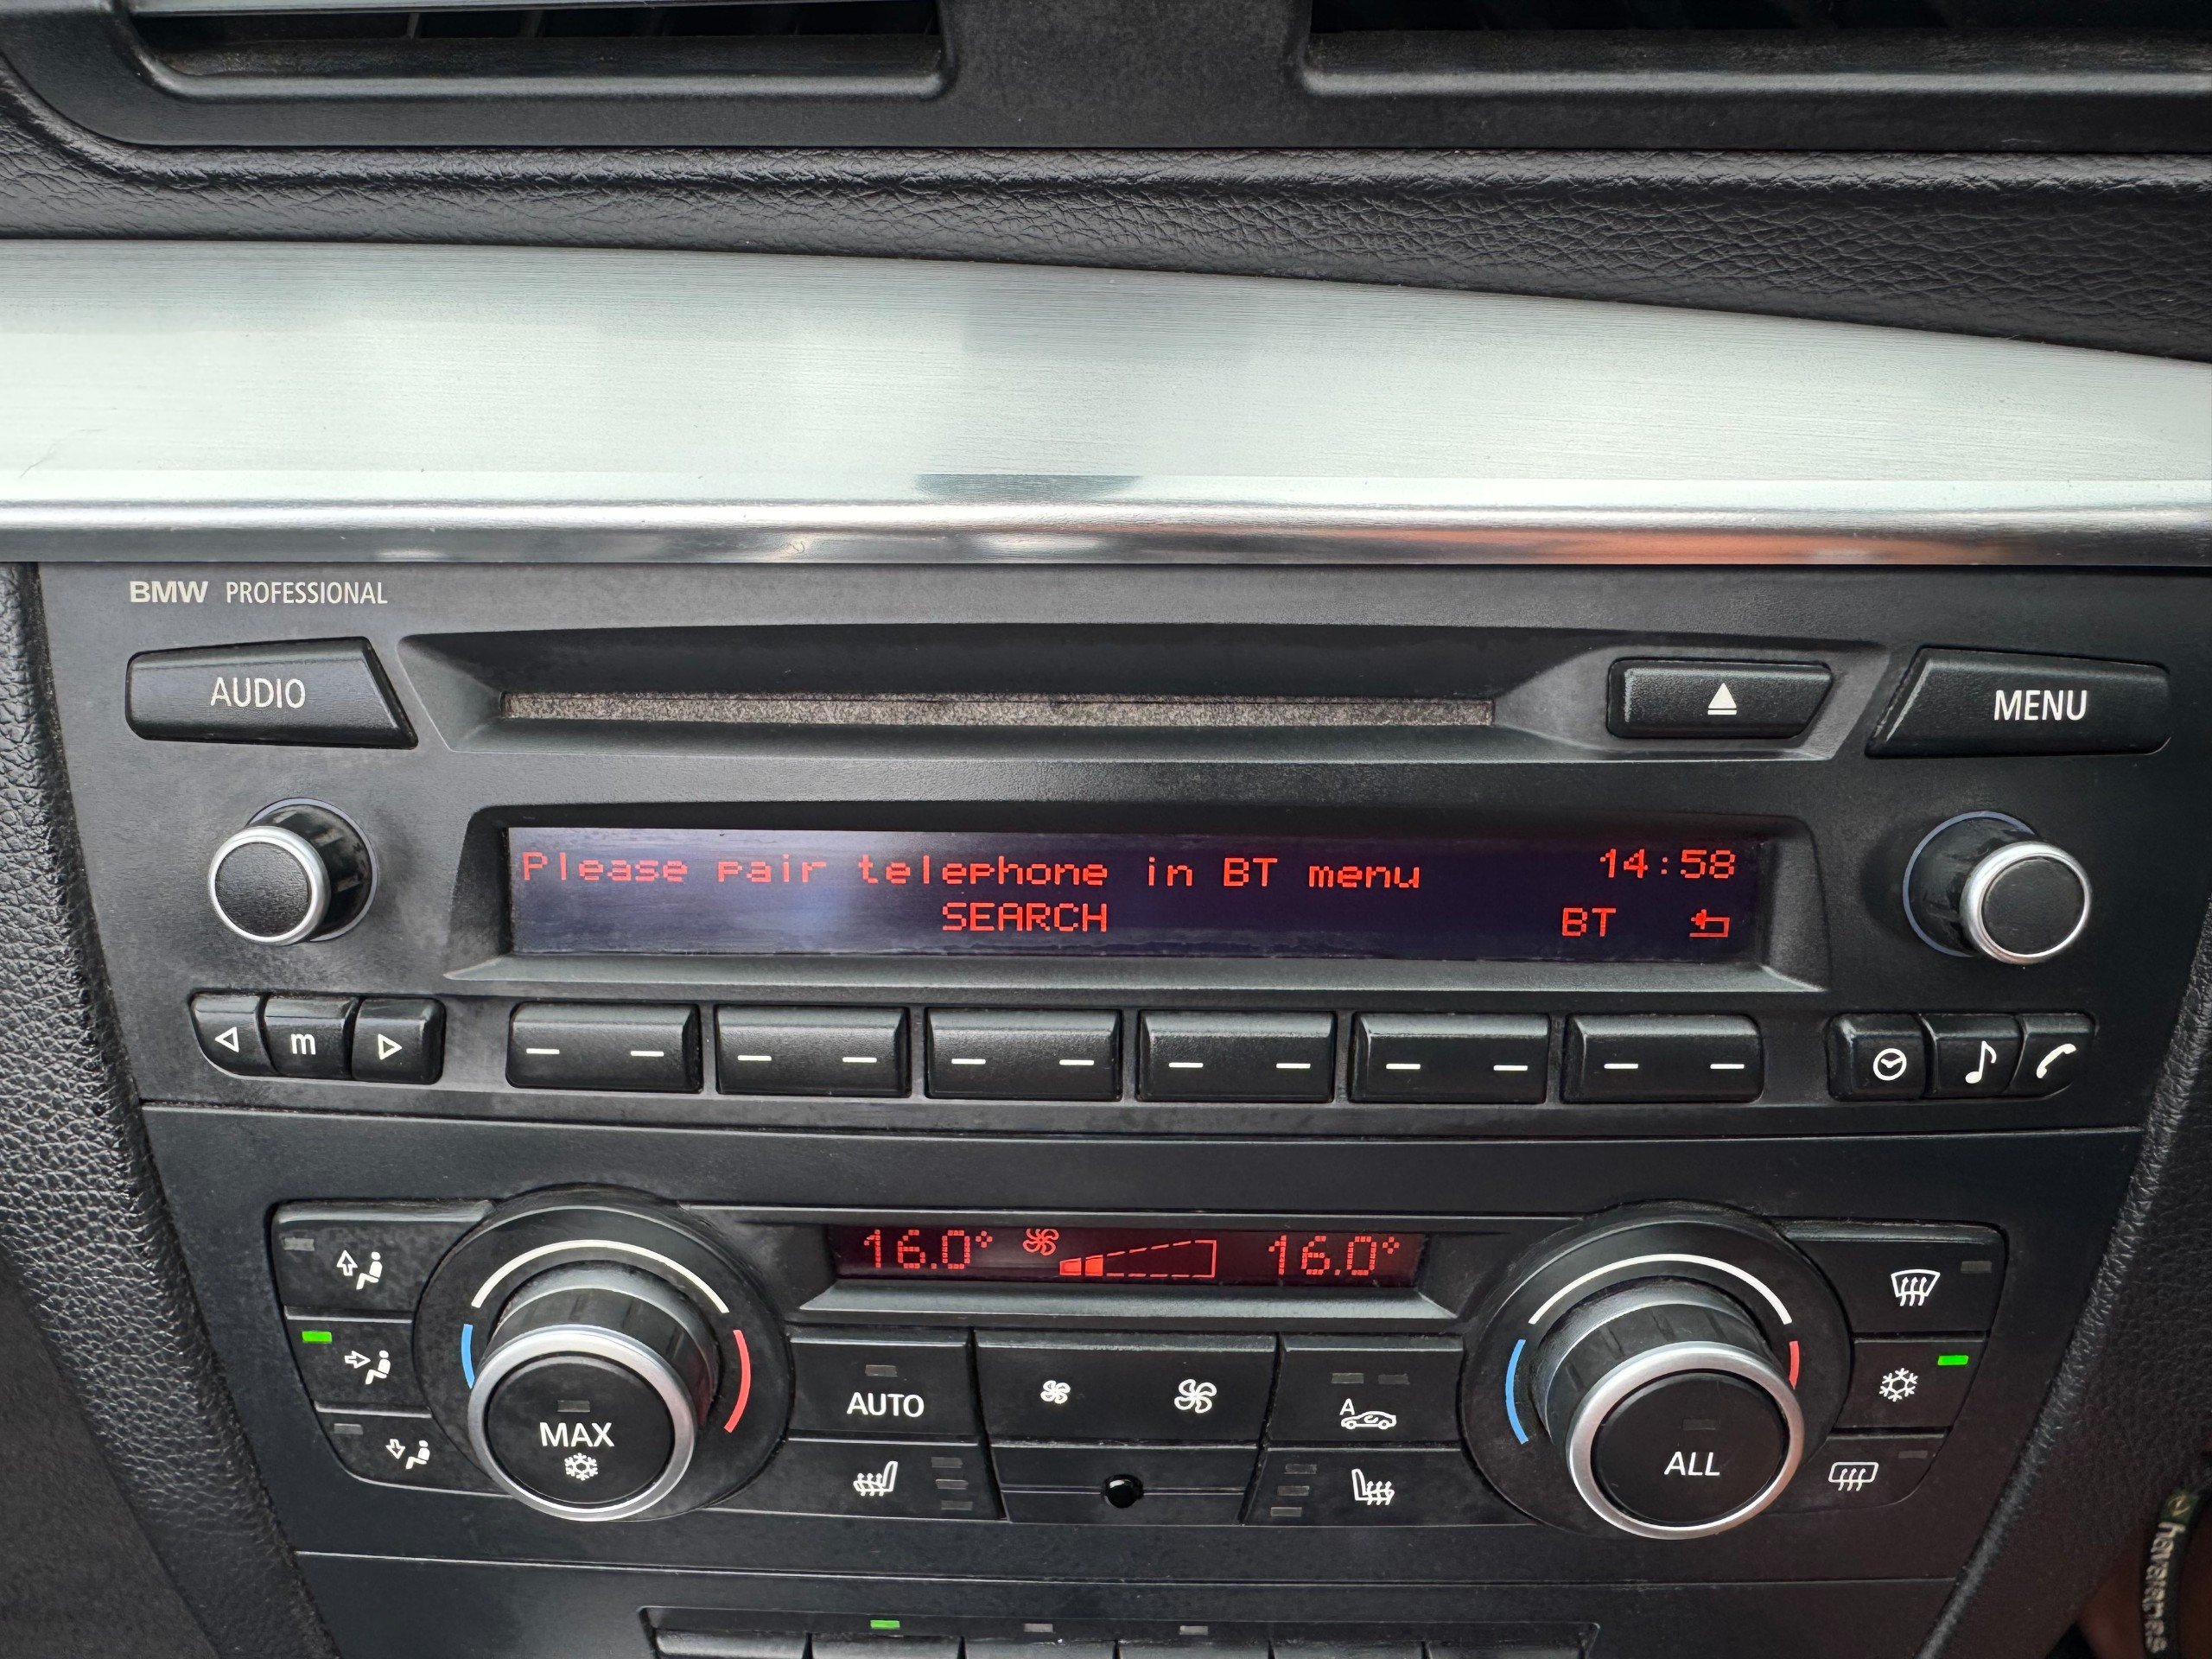 BMW PROFESSIONAL
AUDIO
MENU
Please pair telephone in BT menu 14:58
SEARCH BT
m
16.0° 16.0°
AUTO
A
MAX
ALL